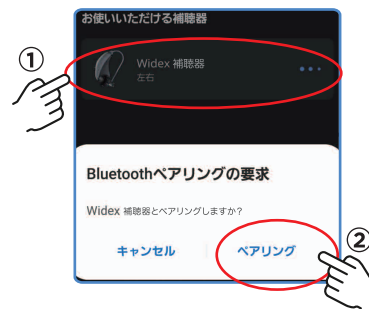 お使いいただける補聴器
①
Widex 補聴器
左右
Bluetoothペアリングの要求
Widex 補聴器とペアリングしますか?
キャンセル ペアリング
②